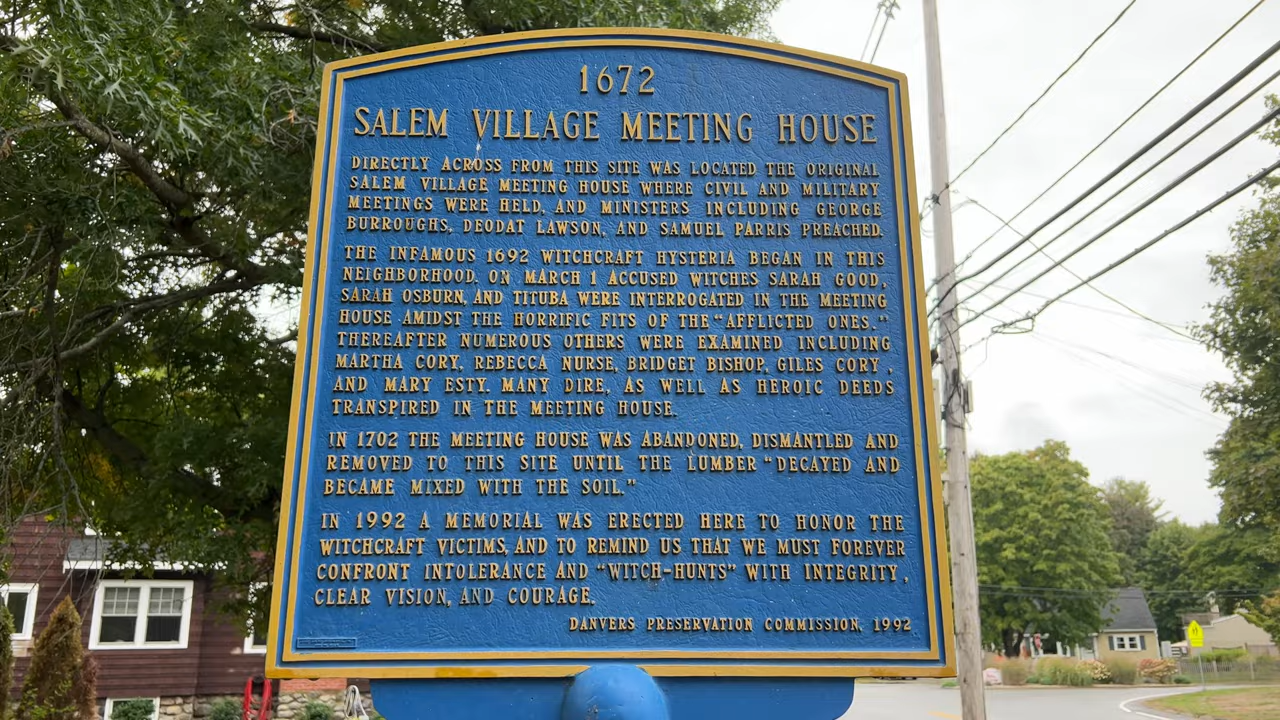 1672
SALEM VILLAGE MEETING HOUSE
DIRECTLY ACROSS FROM THIS SITE WAS LOCATED THE ORIGINAL
SALEM VILLAGE MEETING HOUSE WHERE CIVIL AND MILITARY
MEETINGS WERE HELD, AND MINISTERS INCLUDING GEORGE
BURROUGHS, DEODAT LAWSON, AND SAMUEL PARRIS PREACHED.
THE INFAMOUS 1692 WITCHCRAFT HYSTERIA BEGAN IN THIS
NEIGHBORHOOD. ON MARCH 1 ACCUSED WITCHES SARAH GOOD,
SARAH OSBURN, AND TITUBA WERE INTERROGATED IN THE MEETING
HOUSE AMIDST THE HORRIFIC FITS OF THE "AFFLICTED ONES."
THEREAFTER NUMEROUS OTHERS WERE EXAMINED INCLUDING
MARTHA CORY, REBECCA NURSE, BRIDGET BISHOP, GILES CORY,
AND MARY ESTY. MANY DIRE, AS WELL AS HEROIC DEEDS
TRANSPIRED IN THE MEETING HOUSE.
IN 1702 THE MEETING HOUSE WAS ABANDONED, DISMANTLED AND
REMOVED TO THIS SITE UNTIL THE LUMBER "DECAYED AND
BECAME MIXED WITH THE SOIL."
IN 1992 A MEMORIAL WAS ERECTED HERE TO HONOR THE
WITCHCRAFT VICTIMS, AND TO REMIND US THAT WE MUST FOREVER
CONFRONT INTOLERANCE AND "WITCH-HUNTS" WITH INTEGRITY,
CLEAR VISION, AND COURAGE.
DANVERS PRESERVATION COMMISSION, 1992